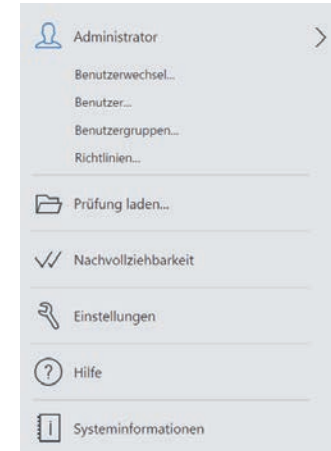 Administrator
Benutzerwechsel...
Benutzer...
Benutzergruppen...
Richtlinien...
Prüfung laden...
Nachvollziehbarkeit
Einstellungen
Hilfe
Systeminformationen